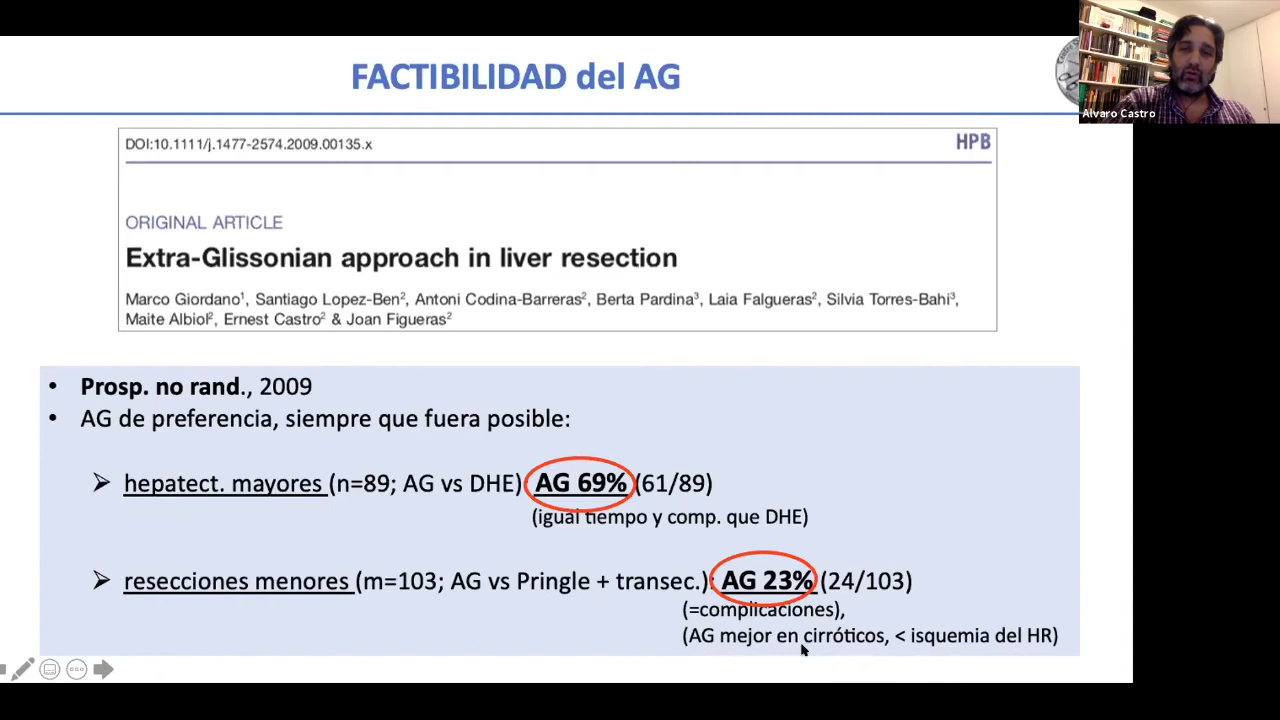 FACTIBILIDAD del AG
Alvaro Castro
DOI:10.1111/j.1477-2574.2009.00135.x
HPB
ORIGINAL ARTICLE
Extra-Glissonian approach in liver resection
Marco Giordano¹, Santiago Lopez-Ben², Antoni Codina-Barreras², Berta Pardina³, Laia Falgueras², Silvia Torres-Bahi³,
Maite Albiol², Ernest Castro² & Joan Figueras²
• Prosp. no rand., 2009
• AG de preferencia, siempre que fuera posible:
➢ hepatect. mayores (n=89; AG vs DHE) AG 69% (61/89)
(igual tiempo y comp. que DHE)
➢ resecciones menores (m=103; AG vs Pringle + transec.): AG 23% (24/103)
(=complicaciones),
(AG mejor en cirróticos, < isquemia del HR)